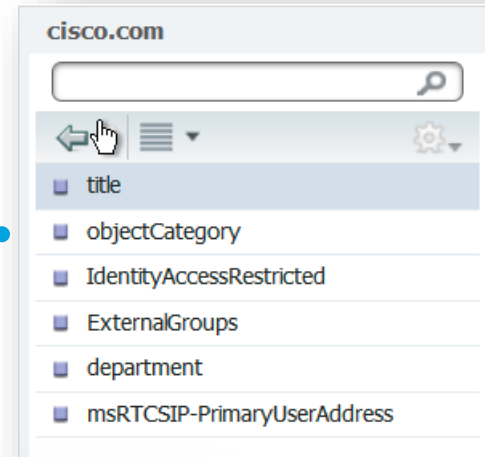 cisco.com
title
objectCategory
IdentityAccessRestricted
ExternalGroups
department
msRTCSIP-PrimaryUserAddress